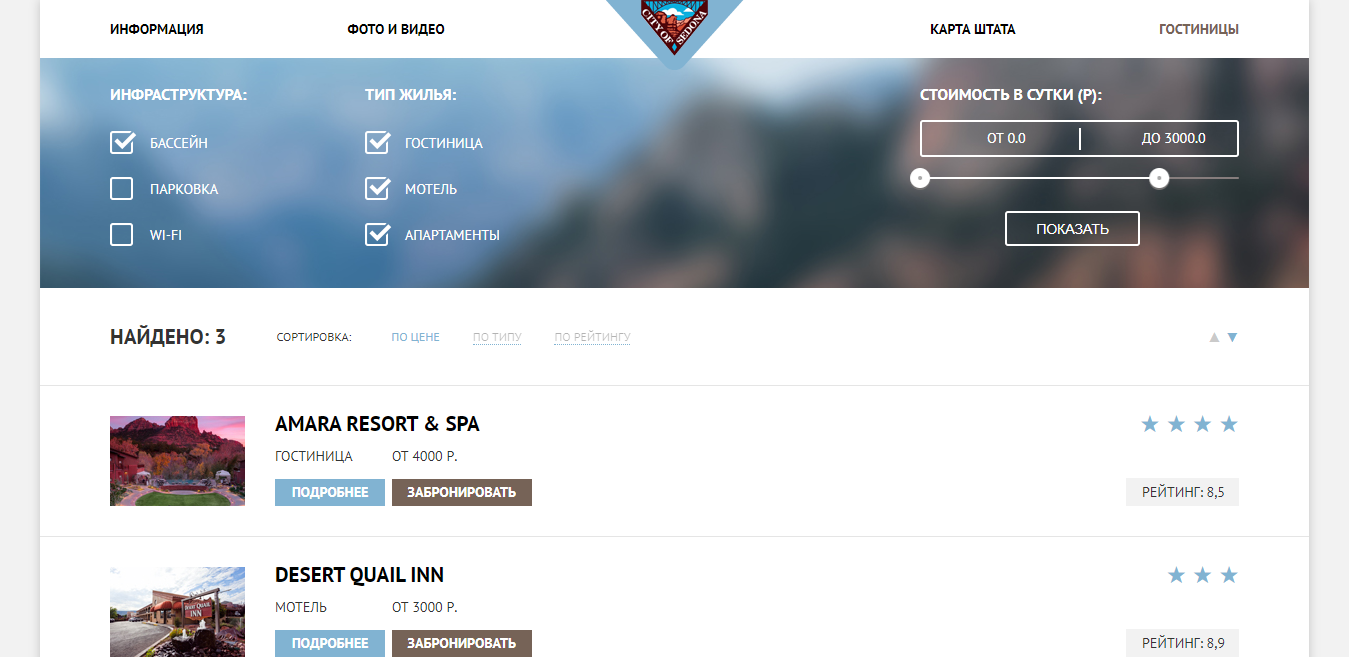 ИНФОРМАЦИЯ ФОТО И ВИДЕО CITY OF SEDONA КАРТА ШТАТА ГОСТИНИЦЫ
ИНФРАСТРУКТУРА: ТИП ЖИЛЬЯ: СТОИМОСТЬ В СУТКИ (Р):
БАССЕЙН ГОСТИНИЦА ОТ 0.0 ДО 3000.0
ПАРКОВКА МОТЕЛЬ
WI-FI АПАРТАМЕНТЫ ПОКАЗАТЬ
НАЙДЕНО: 3 СОРТИРОВКА: ПО ЦЕНЕ ПО ТИПУ ПО РЕЙТИНГУ
AMARA RESORT & SPA
ГОСТИНИЦА ОТ 4000 Р.
ПОДРОБНЕЕ ЗАБРОНИРОВАТЬ РЕЙТИНГ: 8,5
DESERT QUAIL INN
DESERT QUAIL
INN
МОТЕЛЬ ОТ 3000 Р.
ПОДРОБНЕЕ ЗАБРОНИРОВАТЬ РЕЙТИНГ: 8,9